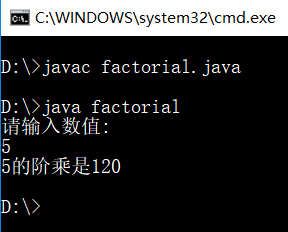 C:\WINDOWS\system32\cmd.exe
D:\>javac factorial.java
D:\>java factorial
请输入数值:
5
5的阶乘是120
D:\>